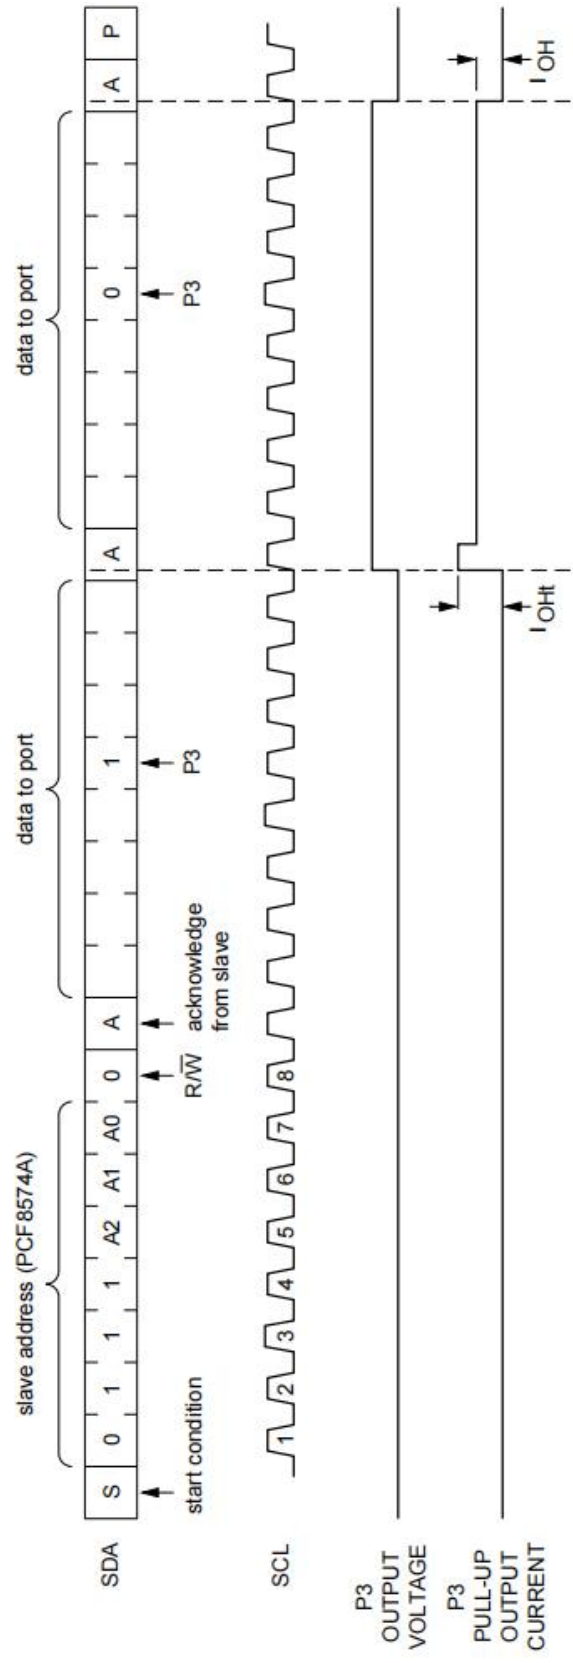 slave address (PCF8574A)
data to port
data to port
SDA
S 0 1 1 1 A2 A1 A0 0 A 1 A 0 A P
start condition
R/W̅
acknowledge
from slave
P3
P3
SCL
1 2 3 4 5 6 7 8
P3
OUTPUT
VOLTAGE
P3
PULL-UP
OUTPUT
CURRENT
I OHt
I OH